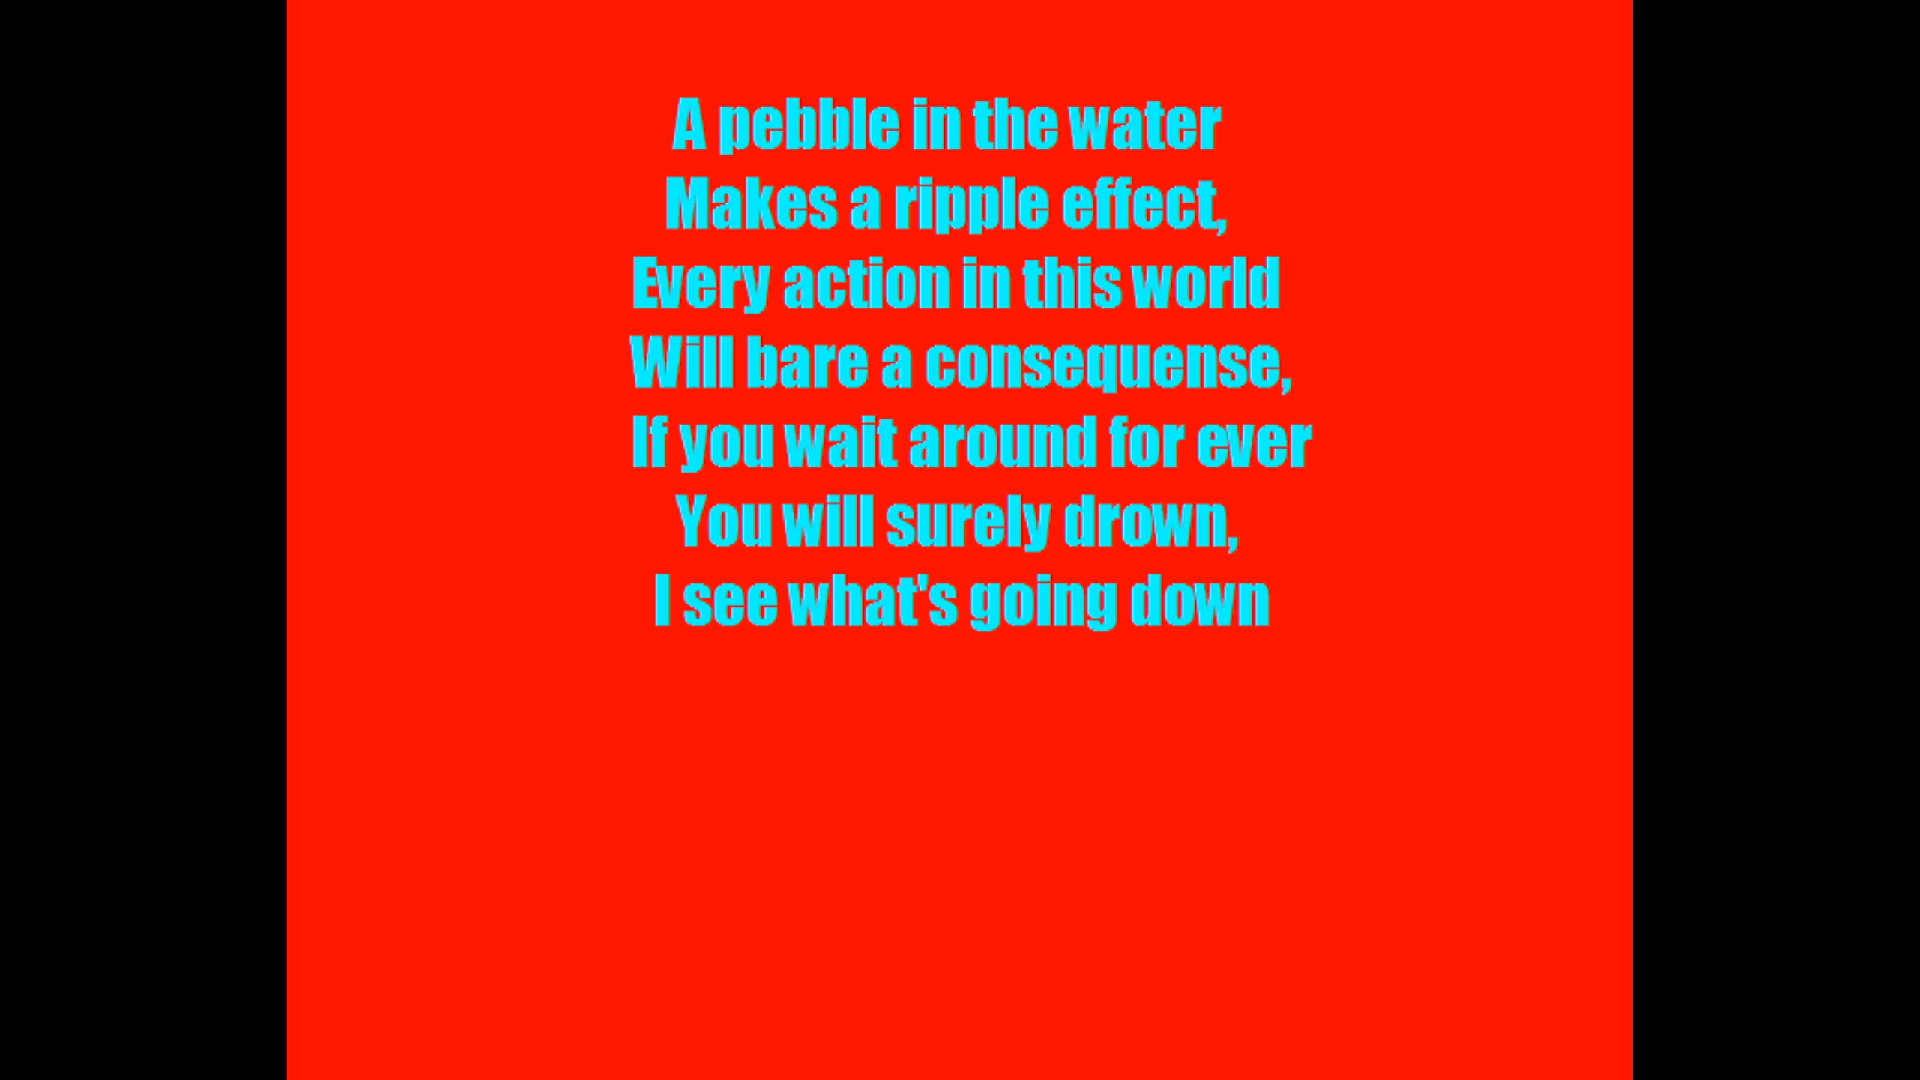 A pebble in the water
Makes a ripple effect,
Every action in this world
Will bare a consequense,
If you wait around for ever
You will surely drown,
I see what's going down